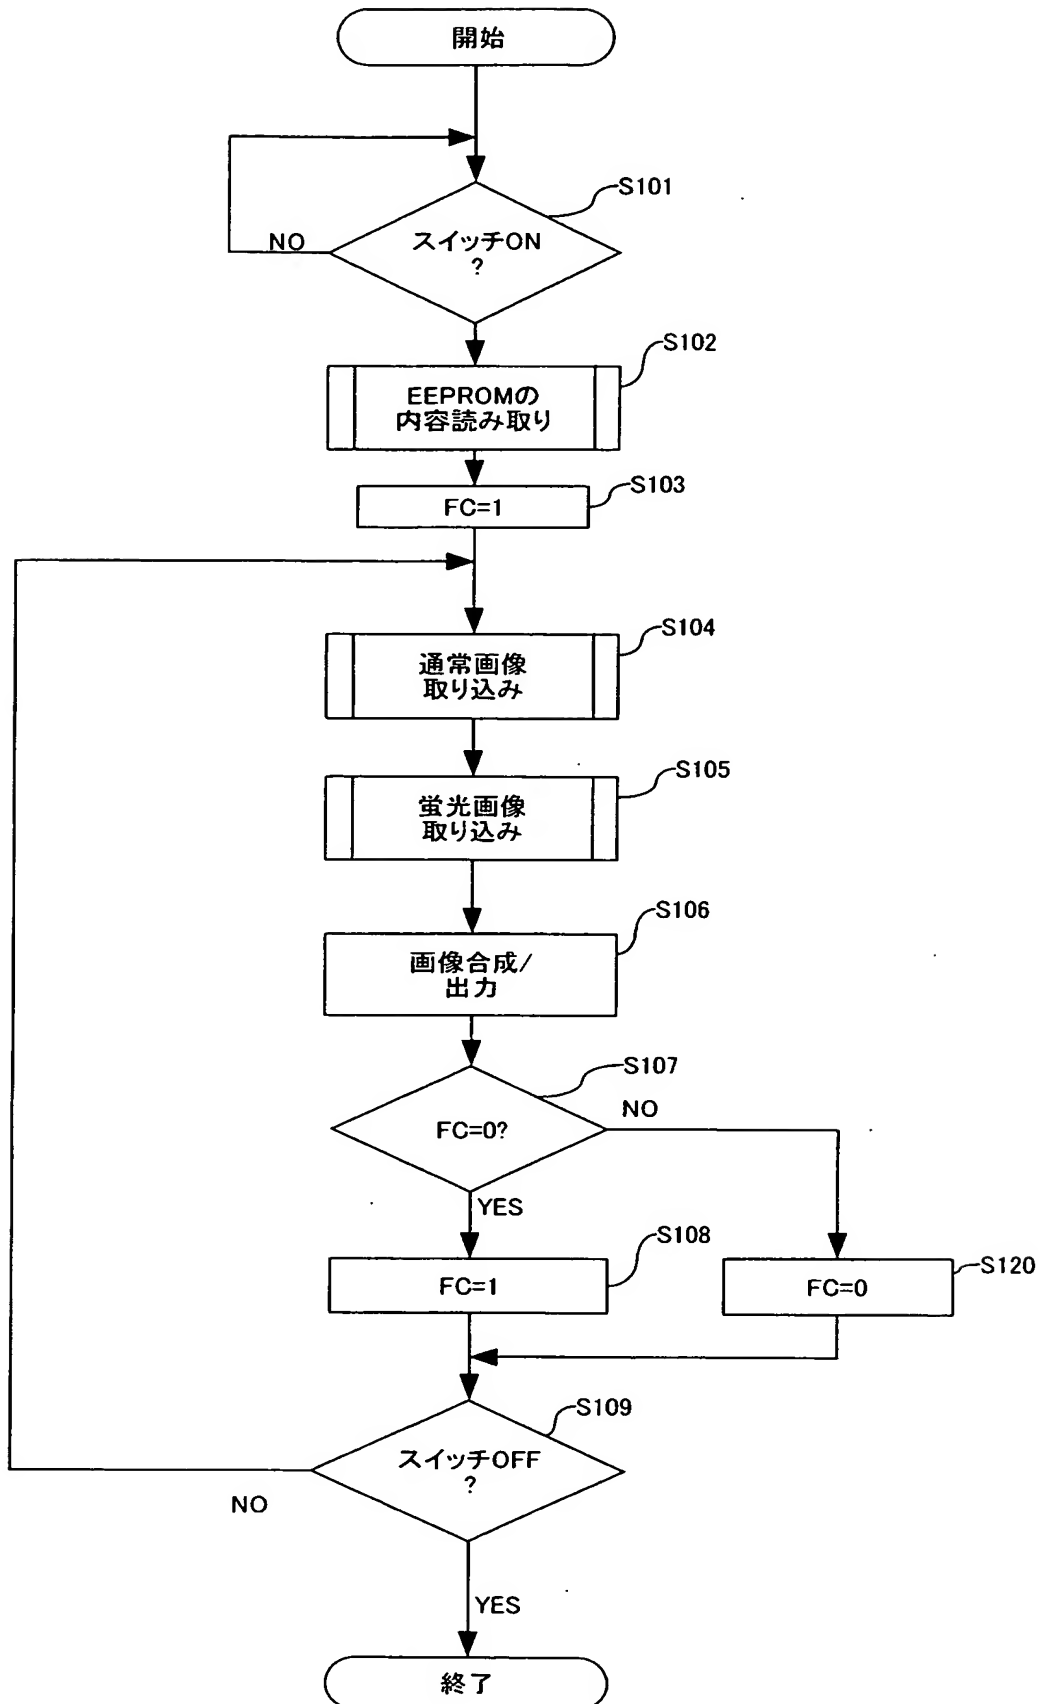 開始
S101
NO
スイッチON
?
S102
EEPROMの
内容読み取り
S103
FC=1
S104
通常画像
取り込み
S105
蛍光画像
取り込み
S106
画像合成/
出力
S107
NO
FC=0?
YES
S108
FC=1
S120
FC=0
S109
スイッチOFF
?
NO
YES
終了